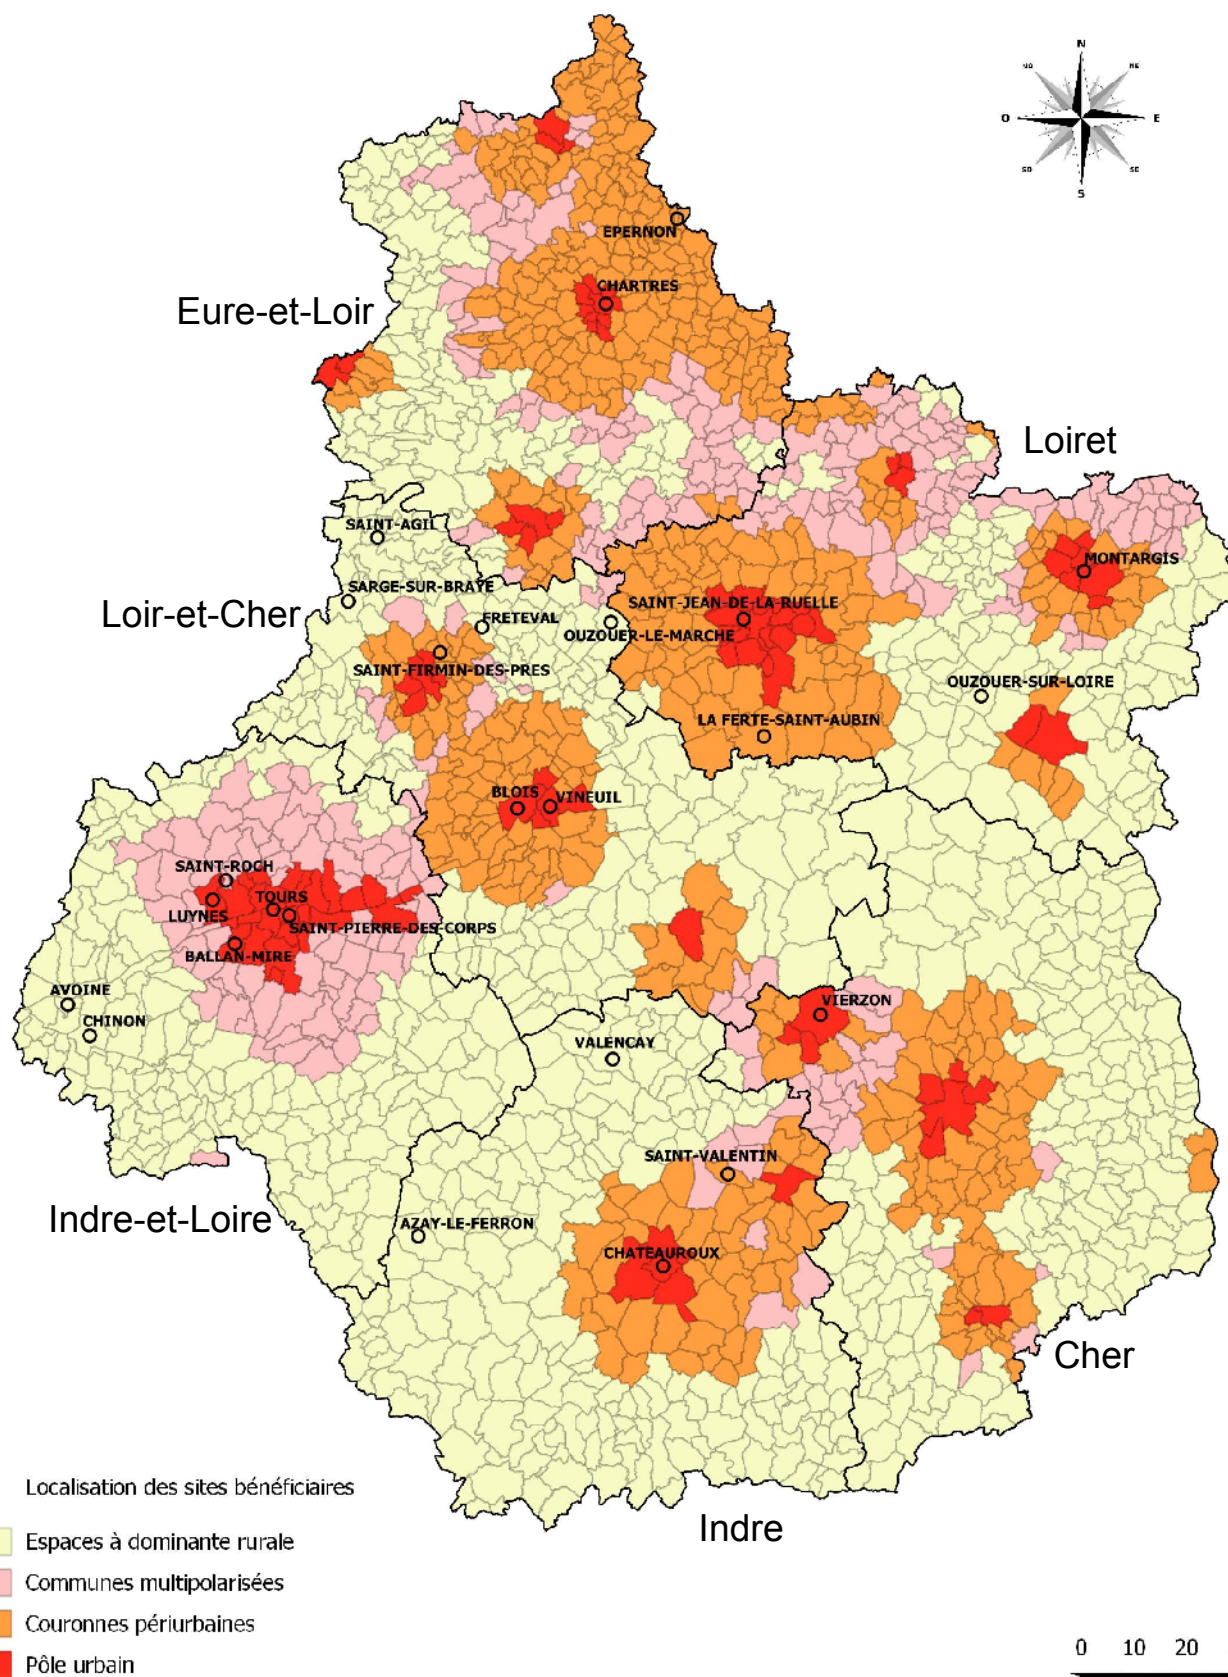 N
NO
NE
O
E
SO
SE
S
EPERNON
CHARTRES
Eure-et-Loir
Loiret
SAINT-AGIL
MONTARGIS
SARGE-SUR-BRAYE
Loir-et-Cher
FRETEVAL
SAINT-JEAN-DE-LA-RUELLE
OUZOUER-LE-MARCHE
SAINT-FIRMIN-DES-PRES
OUZOUER-SUR-LOIRE
LA FERTE-SAINT-AUBIN
BLOIS
VINEUIL
SAINT-ROCH
TOURS
LUYNES
SAINT-PIERRE-DES-CORPS
BALLAN-MIRE
AVOINE
VIERZON
CHINON
VALENCAY
SAINT-VALENTIN
Indre-et-Loire
AZAY-LE-FERRON
CHATEAUROUX
Cher
Localisation des sites bénéficiaires
Indre
Espaces à dominante rurale
Communes multipolarisées
Couronnes périurbaines
0 10 20
Pôle urbain